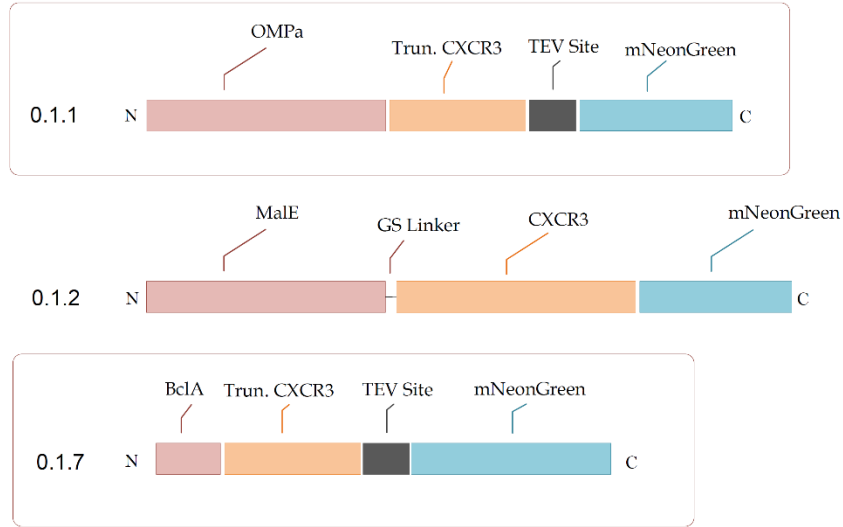 OMPa
Trun. CXCR3
TEV Site
mNeonGreen
0.1.1
N
C
MalE
GS Linker
CXCR3
mNeonGreen
0.1.2
N
C
BclA
Trun. CXCR3
TEV Site
mNeonGreen
0.1.7
N
C